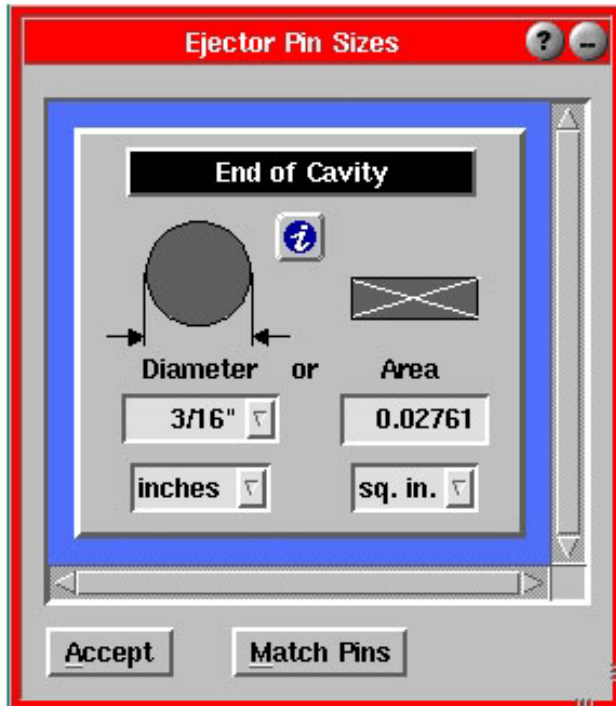 Ejector Pin Sizes ? --
End of Cavity
i
Diameter or Area
3/16" 0.02761
inches sq. in.
Accept Match Pins